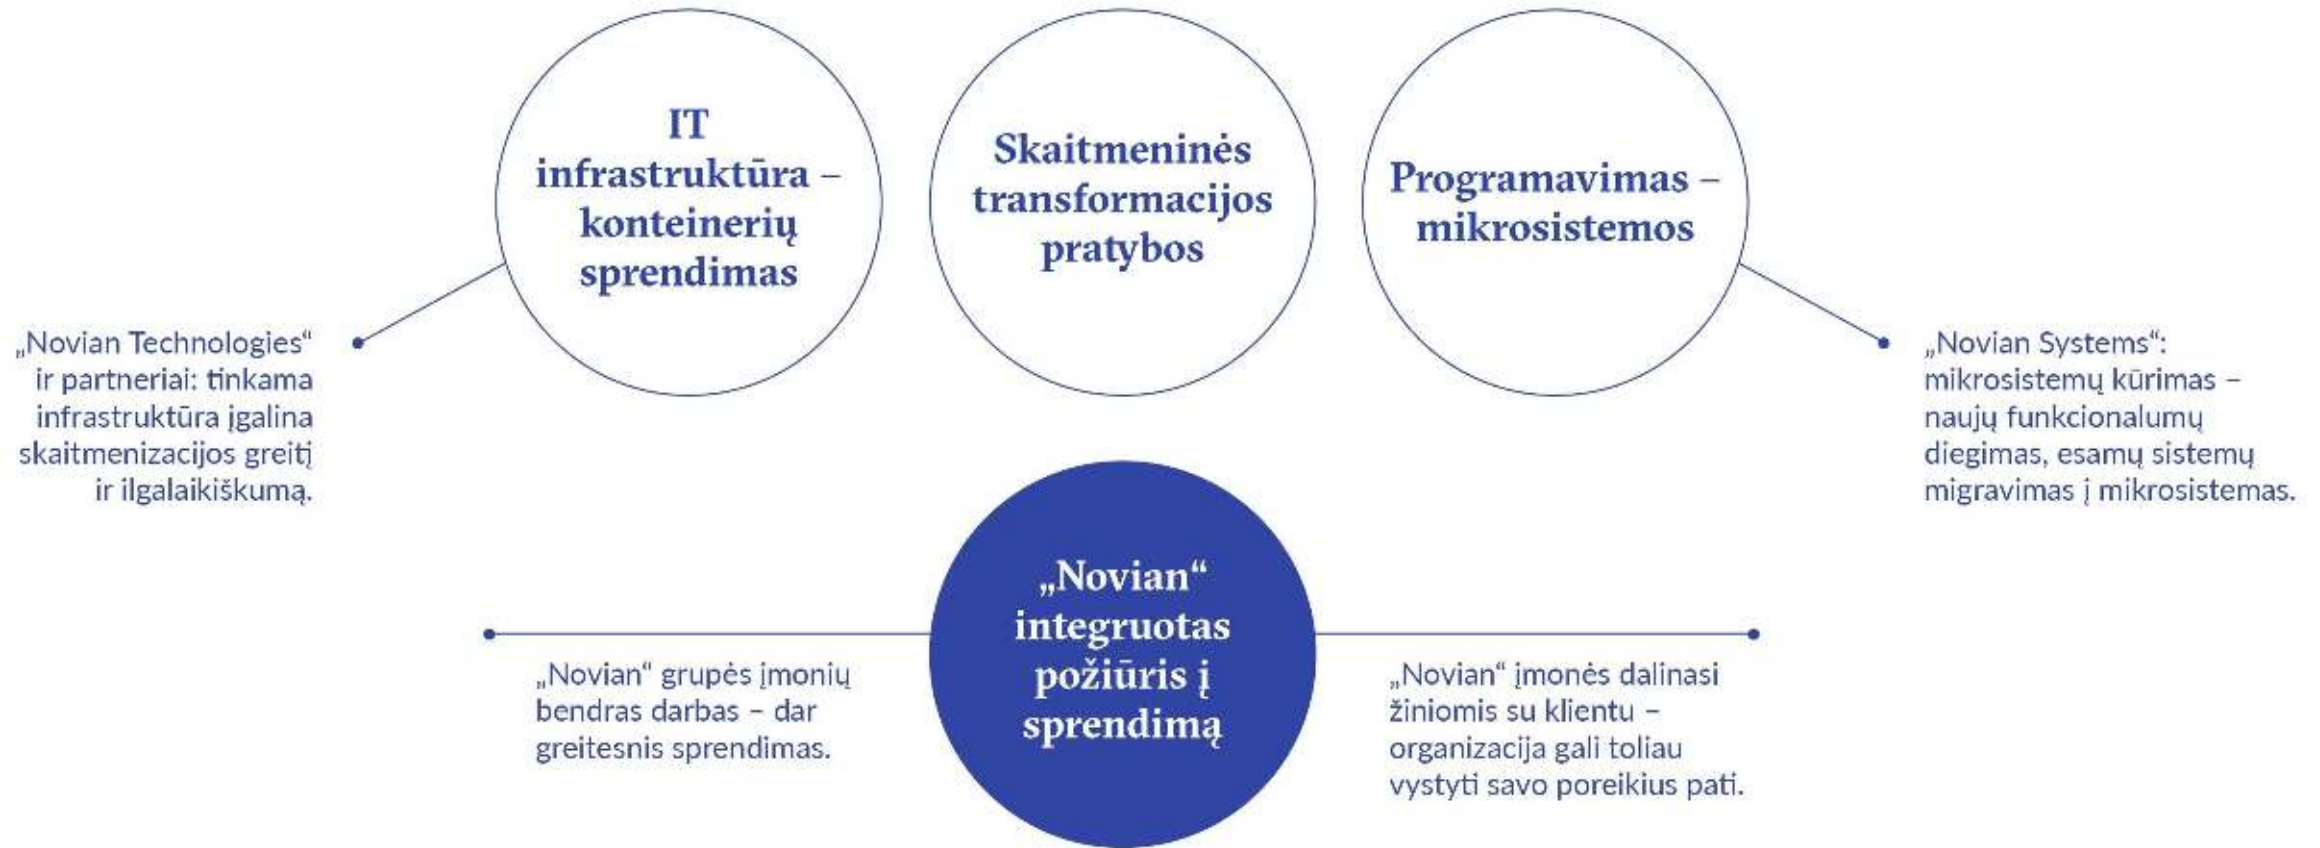 IT
infrastruktūra –
konteinerių
sprendimas
Skaitmeninės
transformacijos
pratybos
Programavimas –
mikrosistemos
„Novian Technologies“
ir partneriai: tinkama
infrastruktūra įgalina
skaitmenizacijos greitį
ir ilgalaikiškumą.
„Novian Systems“:
mikrosistemų kūrimas –
naujų funkcionalumų
diegimas, esamų sistemų
migravimas į mikrosistemas.
„Novian“
integruotas
požiūris į
sprendimą
„Novian“ grupės įmonių
bendras darbas – dar
greitesnis sprendimas.
„Novian“ įmonės dalinasi
žiniomis su klientu –
organizacija gali toliau
vystyti savo poreikius pati.